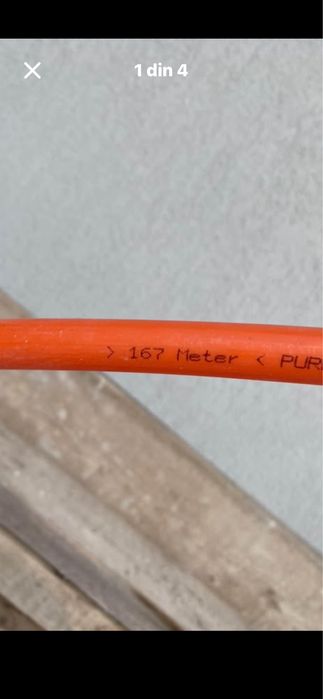 1 din 4
> 167 Meter < PUR